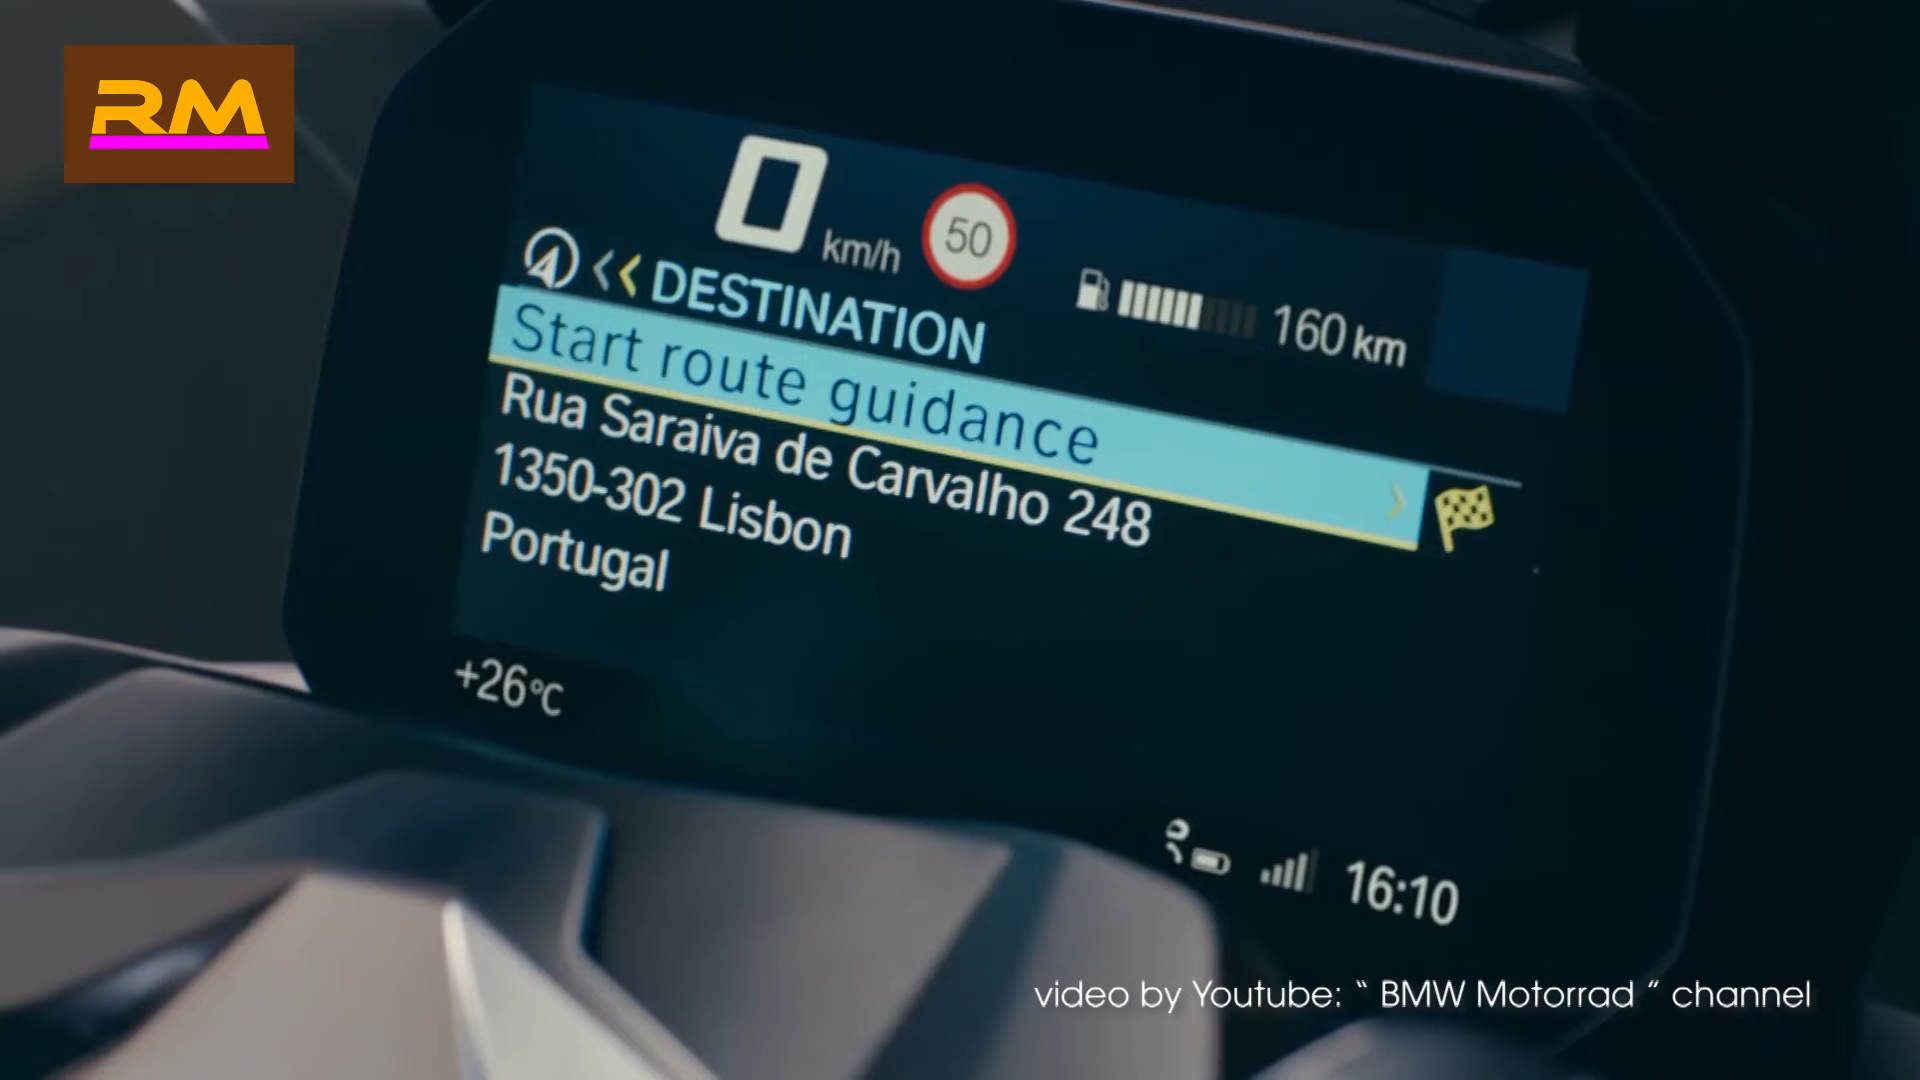 RM
0 km/h 50
160 km
<< DESTINATION
Start route guidance
Rua Saraiva de Carvalho 248
1350-302 Lisbon
Portugal
+26°C
16:10
video by Youtube: “ BMW Motorrad “ channel